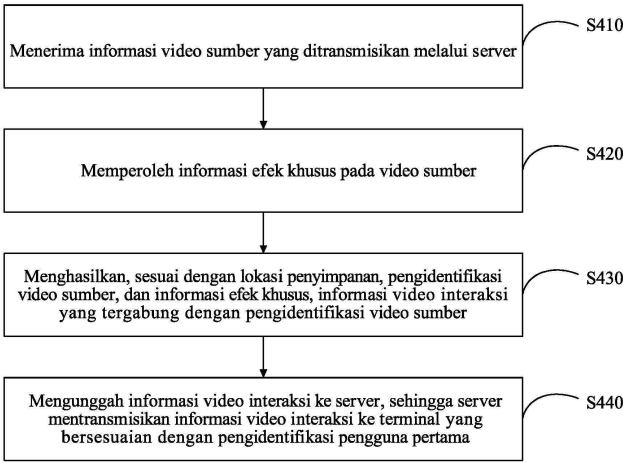 Menerima informasi video sumber yang ditransmisikan melalui server
S410
Memperoleh informasi efek khusus pada video sumber
S420
Menghasilkan, sesuai dengan lokasi penyimpanan, pengidentifikasi
video sumber, dan informasi efek khusus, informasi video interaksi
yang tergabung dengan pengidentifikasi video sumber
S430
Mengunggah informasi video interaksi ke server, sehingga server
mentransmisikan informasi video interaksi ke terminal yang
bersesuaian dengan pengidentifikasi pengguna pertama
S440